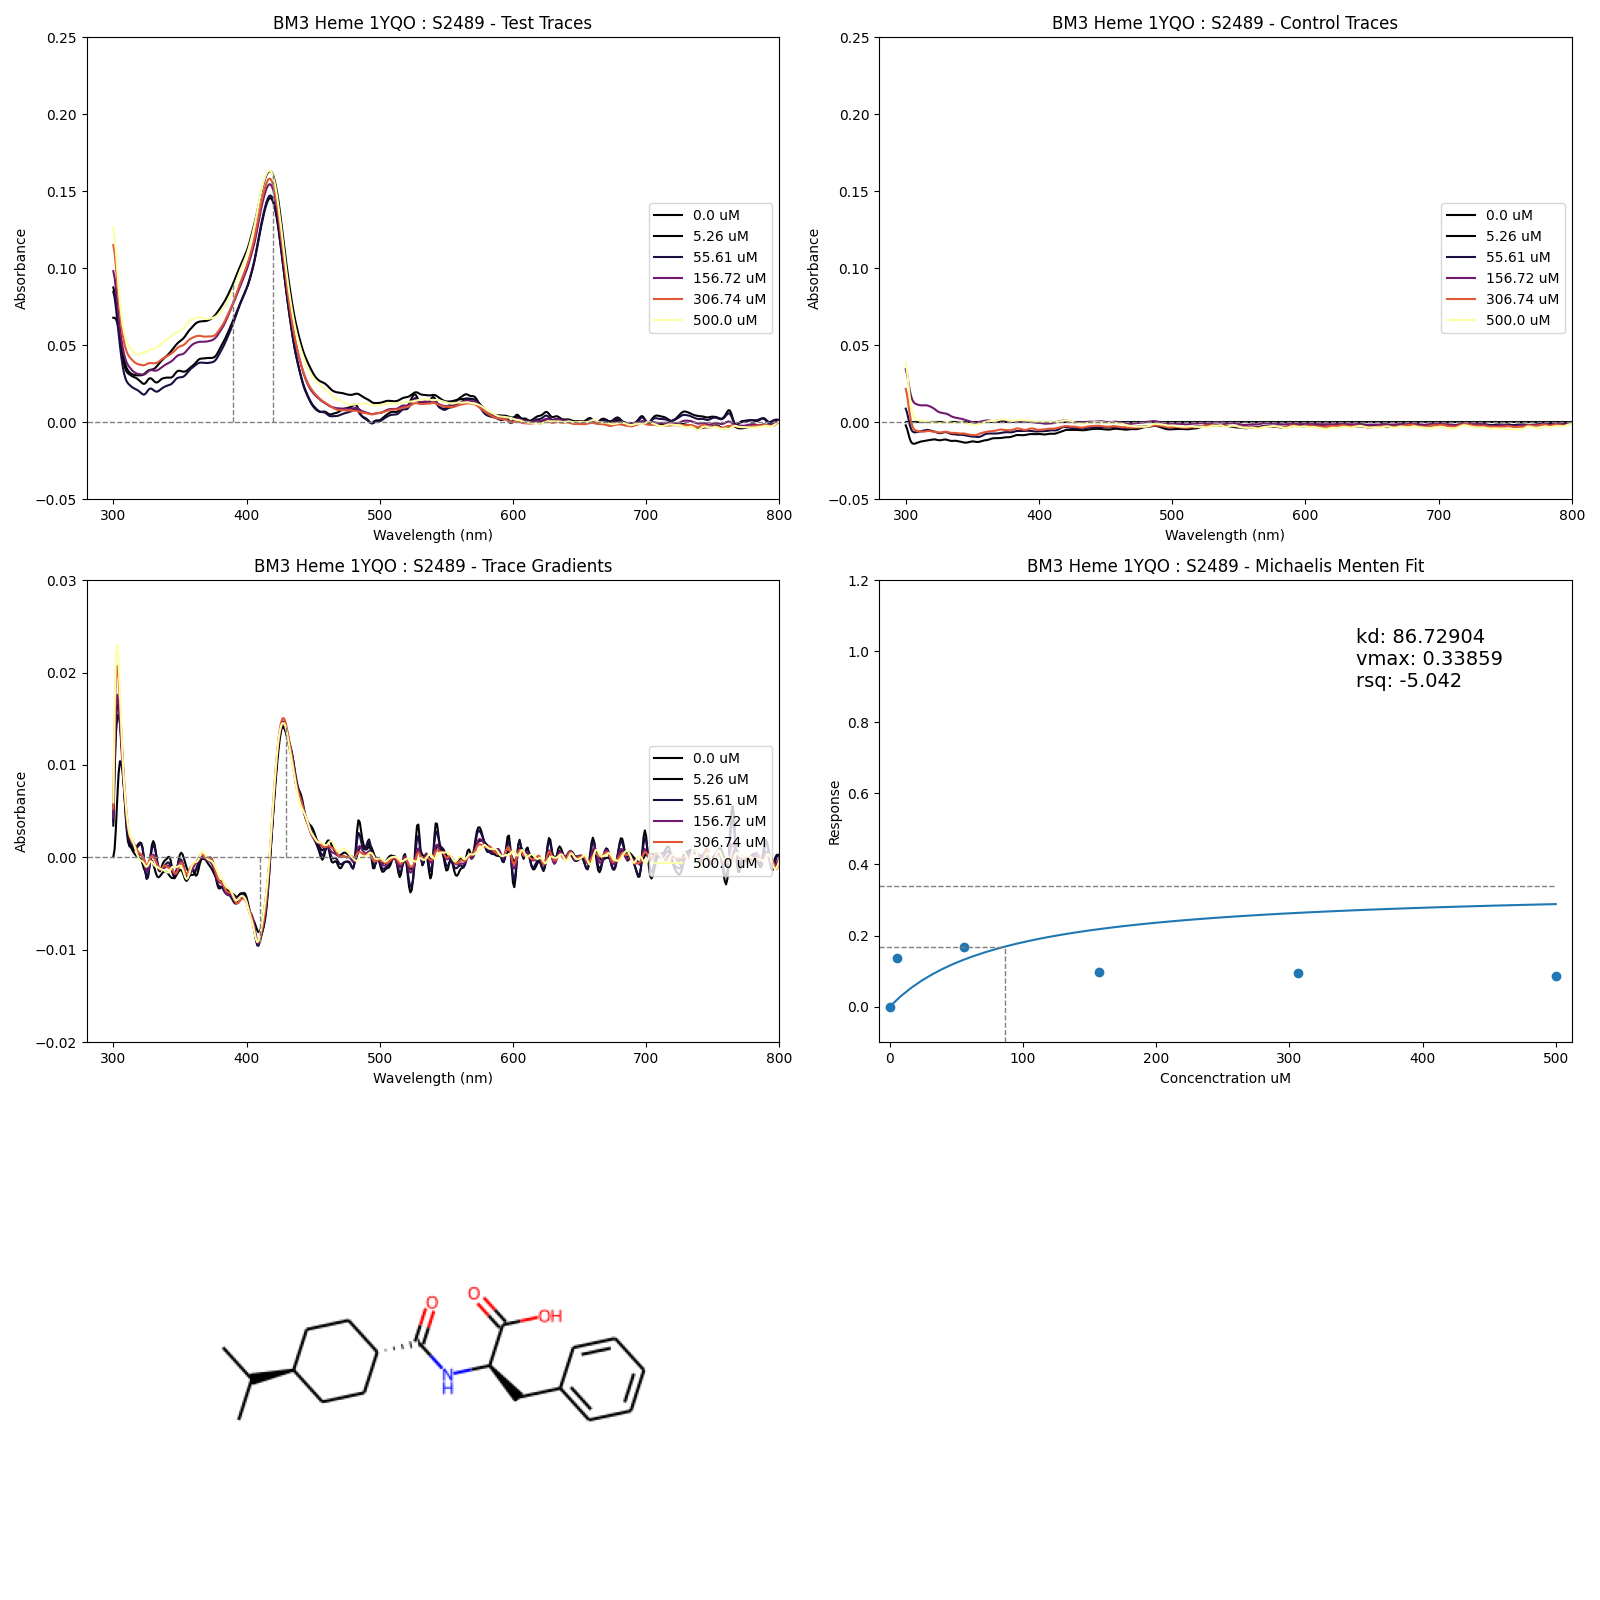 BM3 Heme 1YQO : S2489 - Test Traces
0.25
0.20
0.15
0.10
0.05
0.00
−0.05
Absorbance
300
400
500
600
700
800
Wavelength (nm)
0.0 uM
5.26 uM
55.61 uM
156.72 uM
306.74 uM
500.0 uM
BM3 Heme 1YQO : S2489 - Control Traces
0.25
0.20
0.15
0.10
0.05
0.00
−0.05
Absorbance
300
400
500
600
700
800
Wavelength (nm)
0.0 uM
5.26 uM
55.61 uM
156.72 uM
306.74 uM
500.0 uM
BM3 Heme 1YQO : S2489 - Trace Gradients
0.03
0.02
0.01
0.00
−0.01
−0.02
Absorbance
300
400
500
600
700
800
Wavelength (nm)
0.0 uM
5.26 uM
55.61 uM
156.72 uM
306.74 uM
500.0 uM
BM3 Heme 1YQO : S2489 - Michaelis Menten Fit
1.2
1.0
0.8
0.6
0.4
0.2
0.0
Response
0
100
200
300
400
500
Concenctration uM
kd: 86.72904
vmax: 0.33859
rsq: -5.042
O
O
OH
N
H